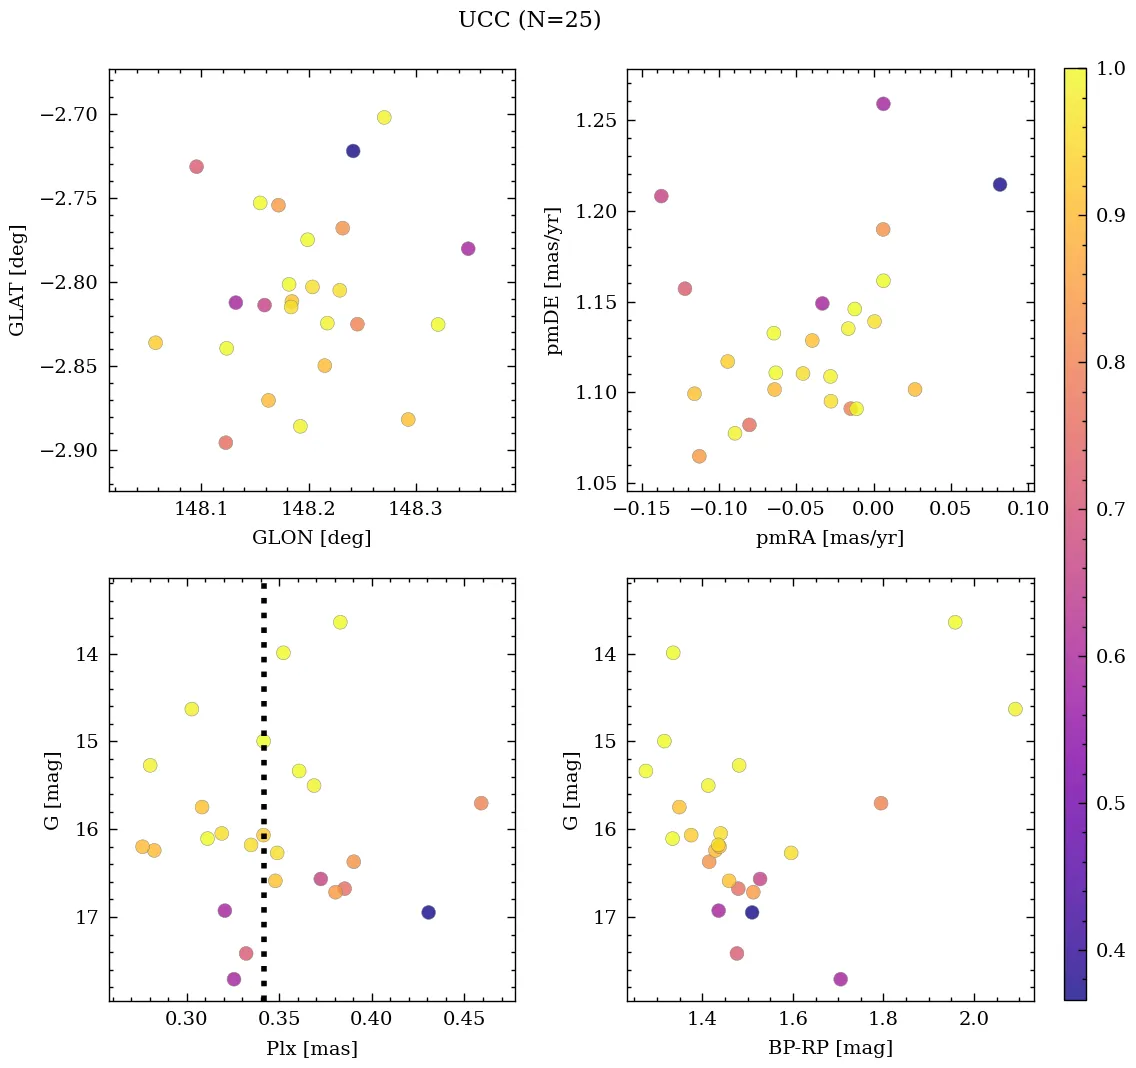 UCC (N=25)
−2.70
−2.75
−2.80
−2.85
−2.90
GLAT [deg]
148.1 148.2 148.3
GLON [deg]
1.25
1.20
1.15
1.10
1.05
pmDE [mas/yr]
−0.15 −0.10 −0.05 0.00 0.05 0.10
pmRA [mas/yr]
14
15
16
17
G [mag]
0.30 0.35 0.40 0.45
Plx [mas]
14
15
16
17
G [mag]
1.4 1.6 1.8 2.0
BP-RP [mag]
1.0
0.9
0.8
0.7
0.6
0.5
0.4